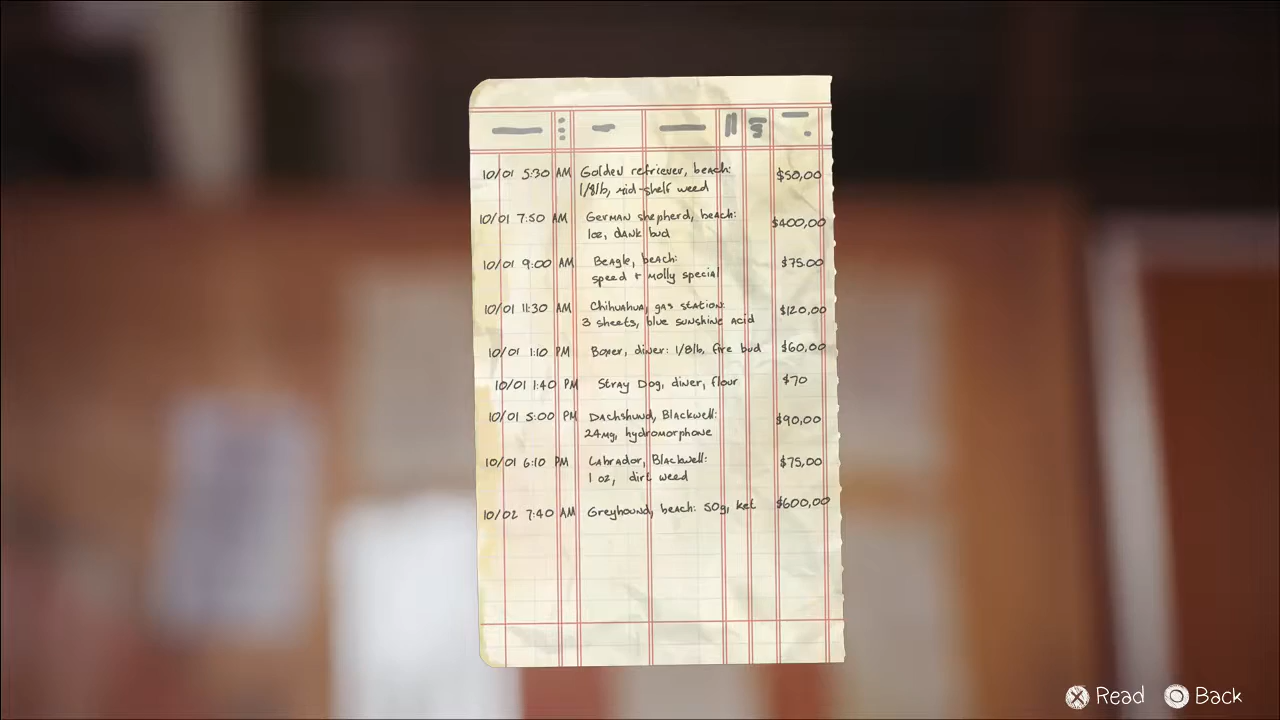 10/01 5:30 AM Golden retriever, beach: $50,00
1/8lb, mid-shelf weed
10/01 7:50 AM German shepherd, beach: $400,00
1oz, dank bud
10/01 9:00 AM Beagle, beach: $75.00
speed + Molly special
10/01 11:30 AM Chihuahua, gas station: $120,00
3 sheets, blue sunshine acid
10/01 1:10 PM Boxer, diner: 1/8lb, fire bud $60,00
10/01 1:40 PM Stray Dog, diner, flour $70
10/01 5:00 PM Dachshund, Blackwell: $90,00
24mg, hydromorphone
10/01 6:10 PM Labrador, Blackwell: $75,00
1 oz, dirt weed
10/02 7:40 AM Greyhound, beach: 50g, ket $600,00
Read Back